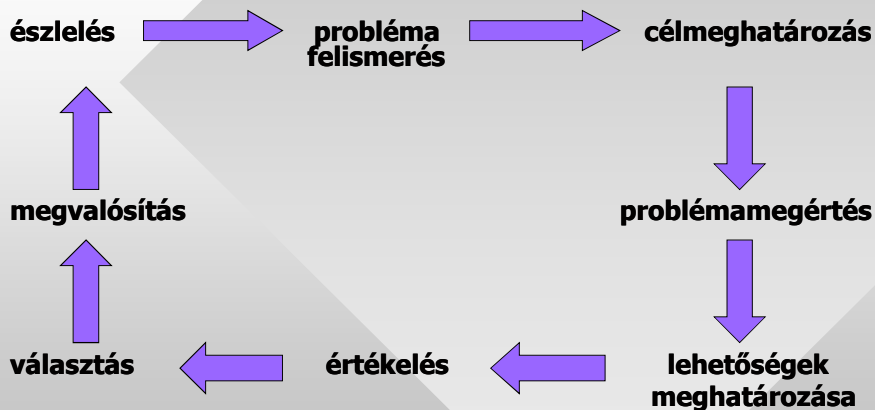 észlelés
probléma
felismerés
célmeghatározás
megvalósítás
problémamegértés
választás
értékelés
lehetőségek
meghatározása